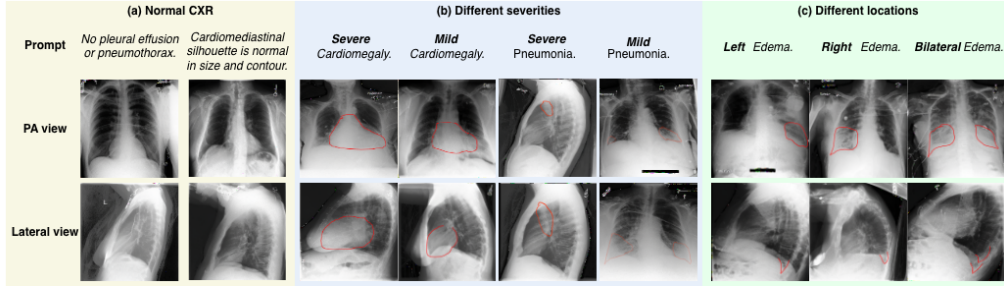 (a) Normal CXR
(b) Different severities
(c) Different locations
Prompt
No pleural effusion
or pneumothorax.
Cardiomediastinal
silhouette is normal
in size and contour.
Severe
Cardiomegaly.
Mild
Cardiomegaly.
Severe
Pneumonia.
Mild
Pneumonia.
Left Edema.
Right Edema.
Bilateral Edema.
PA view
Lateral view
L